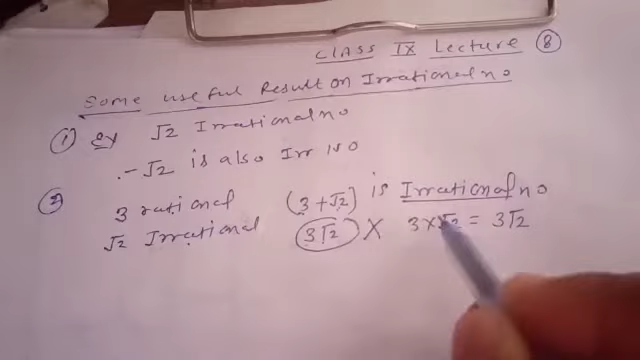 CLASS IX Lecture 8
Some useful Result on Irrational no
① Ex √2 Irrational no
-√2 is also Irr no
② 3 rational (3+√2) is Irrational no
√2 Irrational 3√2 X 3×√2 = 3√2